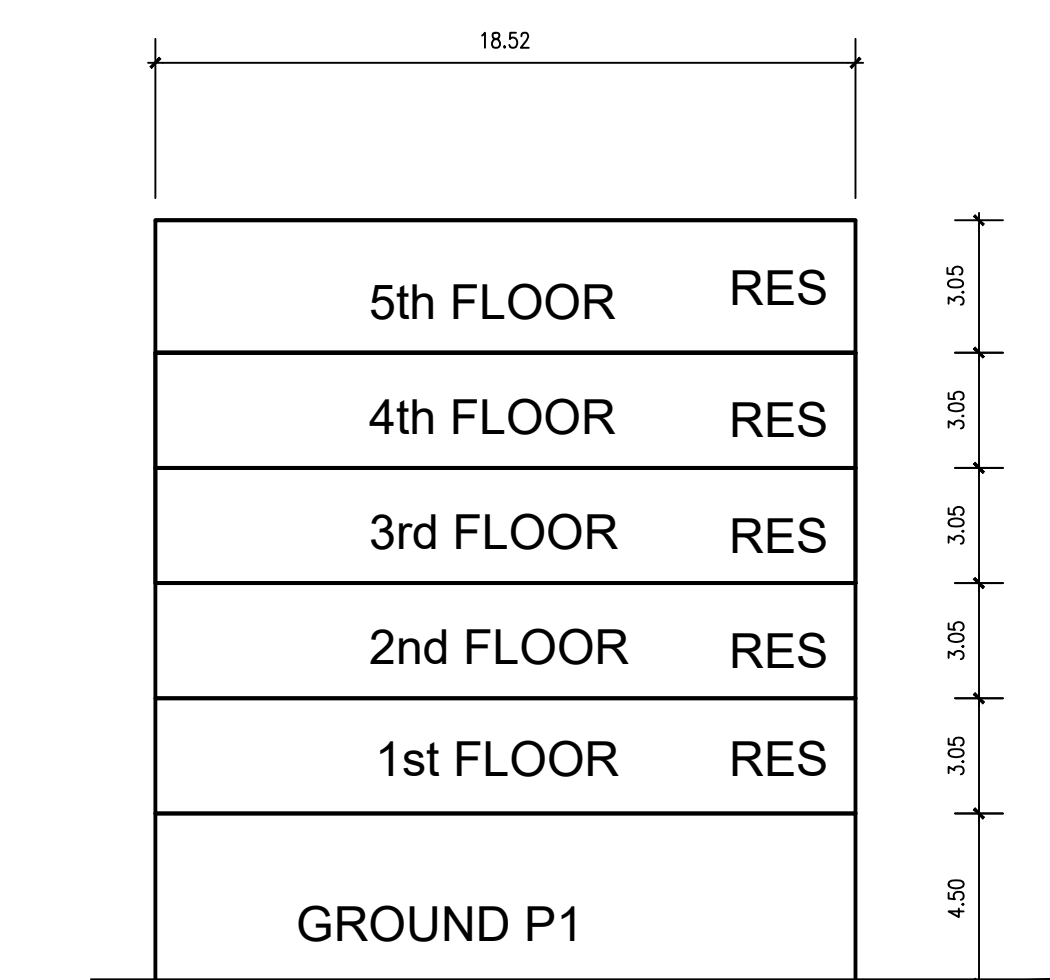 18.52
5th FLOOR RES 3.05
4th FLOOR RES 3.05
3rd FLOOR RES 3.05
2nd FLOOR RES 3.05
1st FLOOR RES 3.05
GROUND P1 4.50